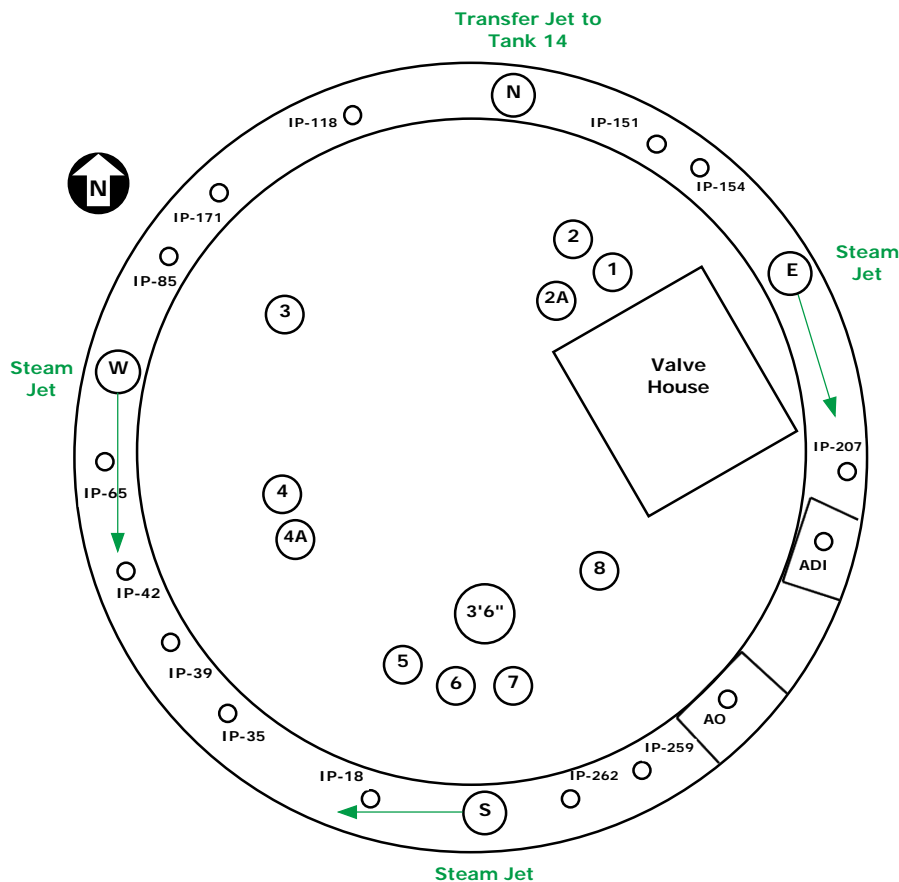 Transfer Jet to
Tank 14
N
IP-118
IP-151
IP-154
N
IP-171
IP-85
2
1
2A
E
Steam
Jet
3
Valve
House
W
Steam
Jet
IP-207
IP-65
4
4A
ADI
8
IP-42
3'6"
IP-39
5
6
7
AO
IP-35
IP-259
IP-18
IP-262
S
Steam Jet